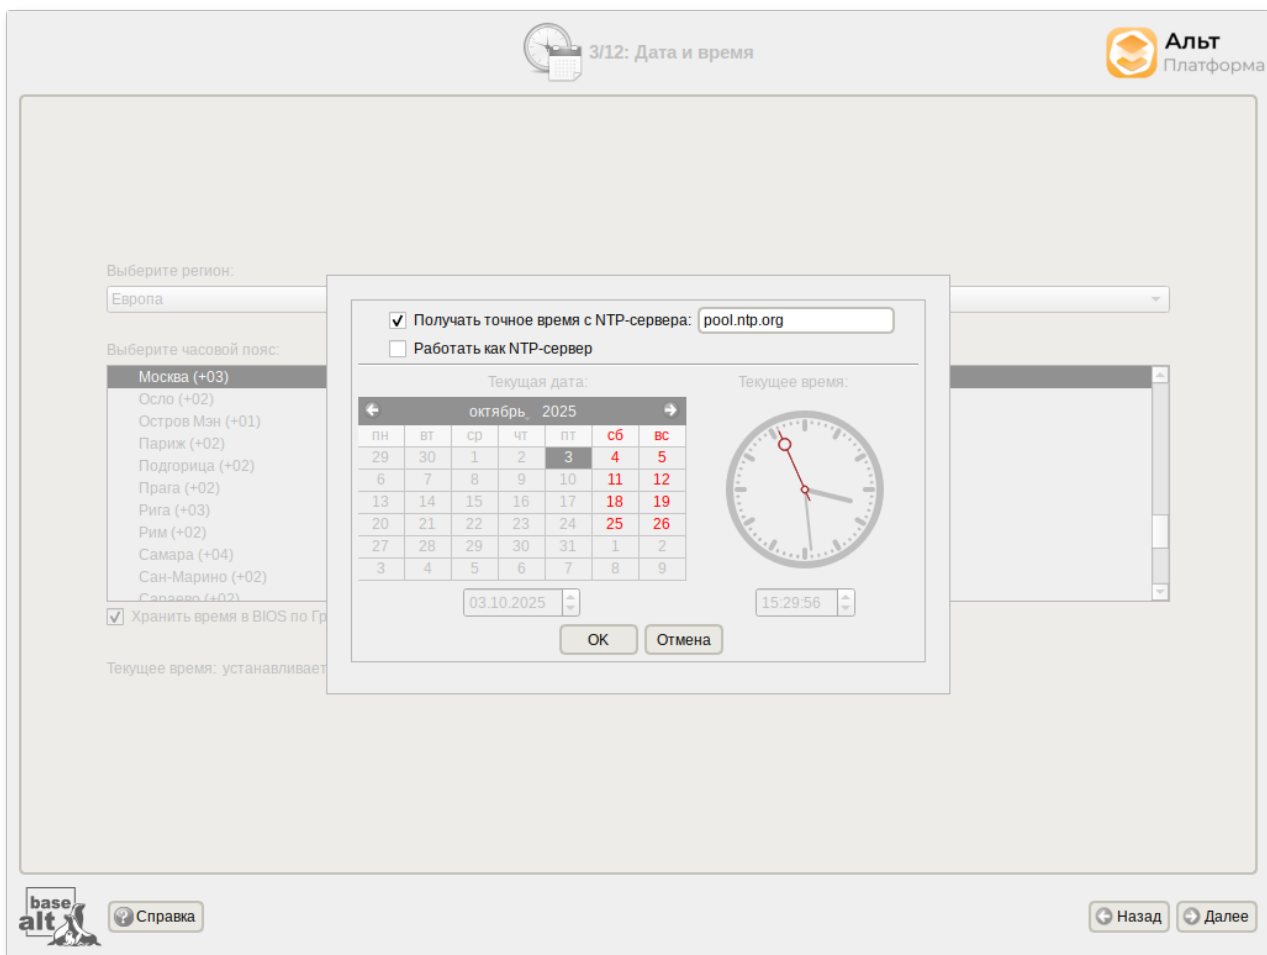 3/12: Дата и время
Альт
Платформа
Выберите регион:
Европа
Получать точное время с NTP-сервера: pool.ntp.org
Работать как NTP-сервер
Выберите часовой пояс:
Москва (+03)
Осло (+02)
Остров Мэн (+01)
Париж (+02)
Подгорица (+02)
Прага (+02)
Рига (+03)
Рим (+02)
Самара (+04)
Сан-Марино (+02)
Сараево (+02)
Хранить время в BIOS по Гр
Текущее время: устанавливает
Текущая дата:
октябрь 2025
пн вт ср чт пт сб вс
29 30 1 2 3 4 5
6 7 8 9 10 11 12
13 14 15 16 17 18 19
20 21 22 23 24 25 26
27 28 29 30 31 1 2
3 4 5 6 7 8 9
03.10.2025
Текущее время:
15:29:56
OK Отмена
base
alt
Справка
Назад Далее